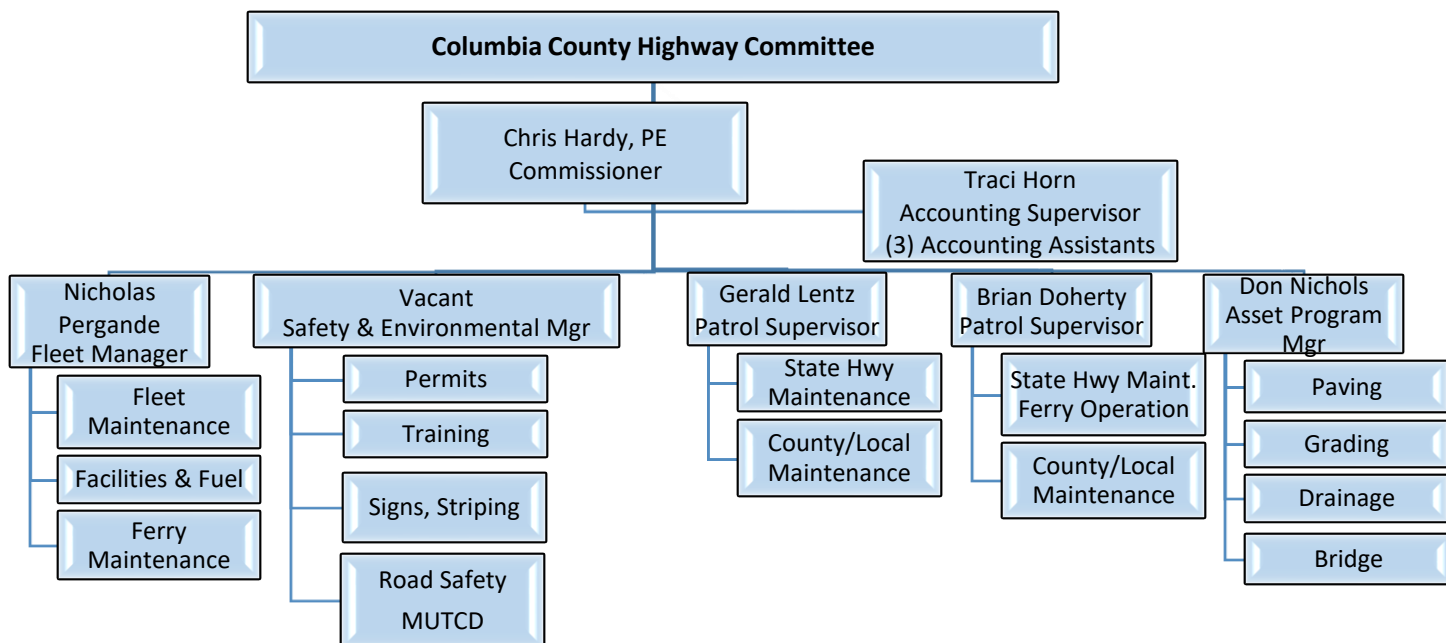 Columbia County Highway Committee
Chris Hardy, PE
Commissioner
Traci Horn
Accounting Supervisor
(3) Accounting Assistants
Nicholas
Pergande
Fleet Manager
Fleet
Maintenance
Facilities & Fuel
Ferry
Maintenance
Vacant
Safety & Environmental Mgr
Permits
Training
Signs, Striping
Road Safety
MUTCD
Gerald Lentz
Patrol Supervisor
State Hwy
Maintenance
County/Local
Maintenance
Brian Doherty
Patrol Supervisor
State Hwy Maint.
Ferry Operation
County/Local
Maintenance
Don Nichols
Asset Program
Mgr
Paving
Grading
Drainage
Bridge